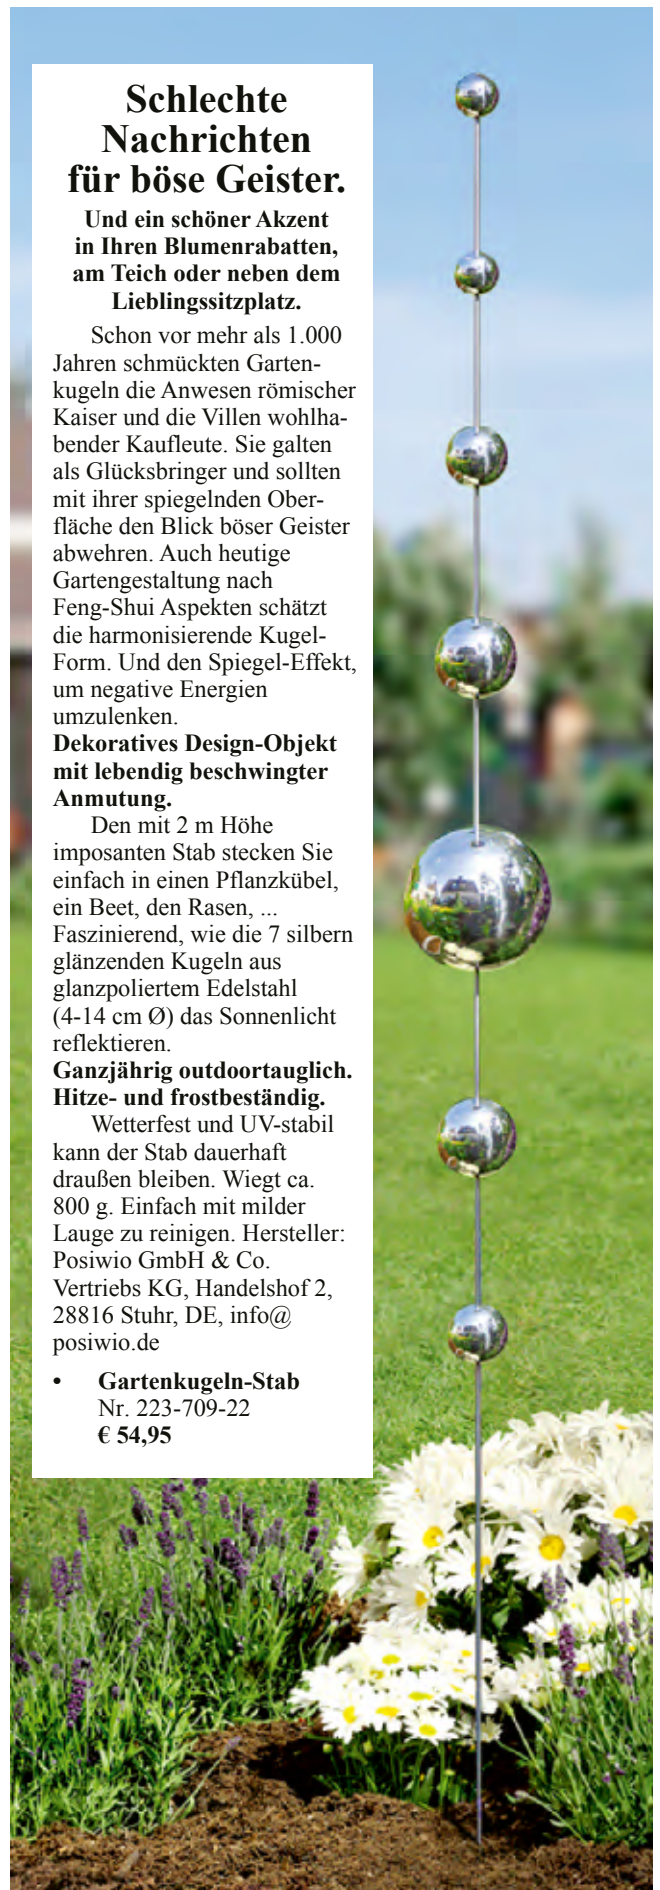 Schlechte
Nachrichten
für böse Geister.
Und ein schöner Akzent
in Ihren Blumenrabatten,
am Teich oder neben dem
Lieblingssitzplatz.
Schon vor mehr als 1.000
Jahren schmückten Garten-
kugeln die Anwesen römischer
Kaiser und die Villen wohlha-
bender Kaufleute. Sie galten
als Glücksbringer und sollten
mit ihrer spiegelnden Ober-
fläche den Blick böser Geister
abwehren. Auch heutige
Gartengestaltung nach
Feng-Shui Aspekten schätzt
die harmonisierende Kugel-
Form. Und den Spiegel-Effekt,
um negative Energien
umzulenken.
Dekoratives Design-Objekt
mit lebendig beschwingter
Anmutung.
Den mit 2 m Höhe
imposanten Stab stecken Sie
einfach in einen Pflanzkübel,
ein Beet, den Rasen, ...
Faszinierend, wie die 7 silbern
glänzenden Kugeln aus
glanzpoliertem Edelstahl
(4-14 cm Ø) das Sonnenlicht
reflektieren.
Ganzjährig outdoortauglich.
Hitze- und frostbeständig.
Wetterfest und UV-stabil
kann der Stab dauerhaft
draußen bleiben. Wiegt ca.
800 g. Einfach mit milder
Lauge zu reinigen. Hersteller:
Posiwio GmbH & Co.
Vertriebs KG, Handelshof 2,
28816 Stuhr, DE, info@
posiwio.de
• Gartenkugeln-Stab
Nr. 223-709-22
€ 54,95